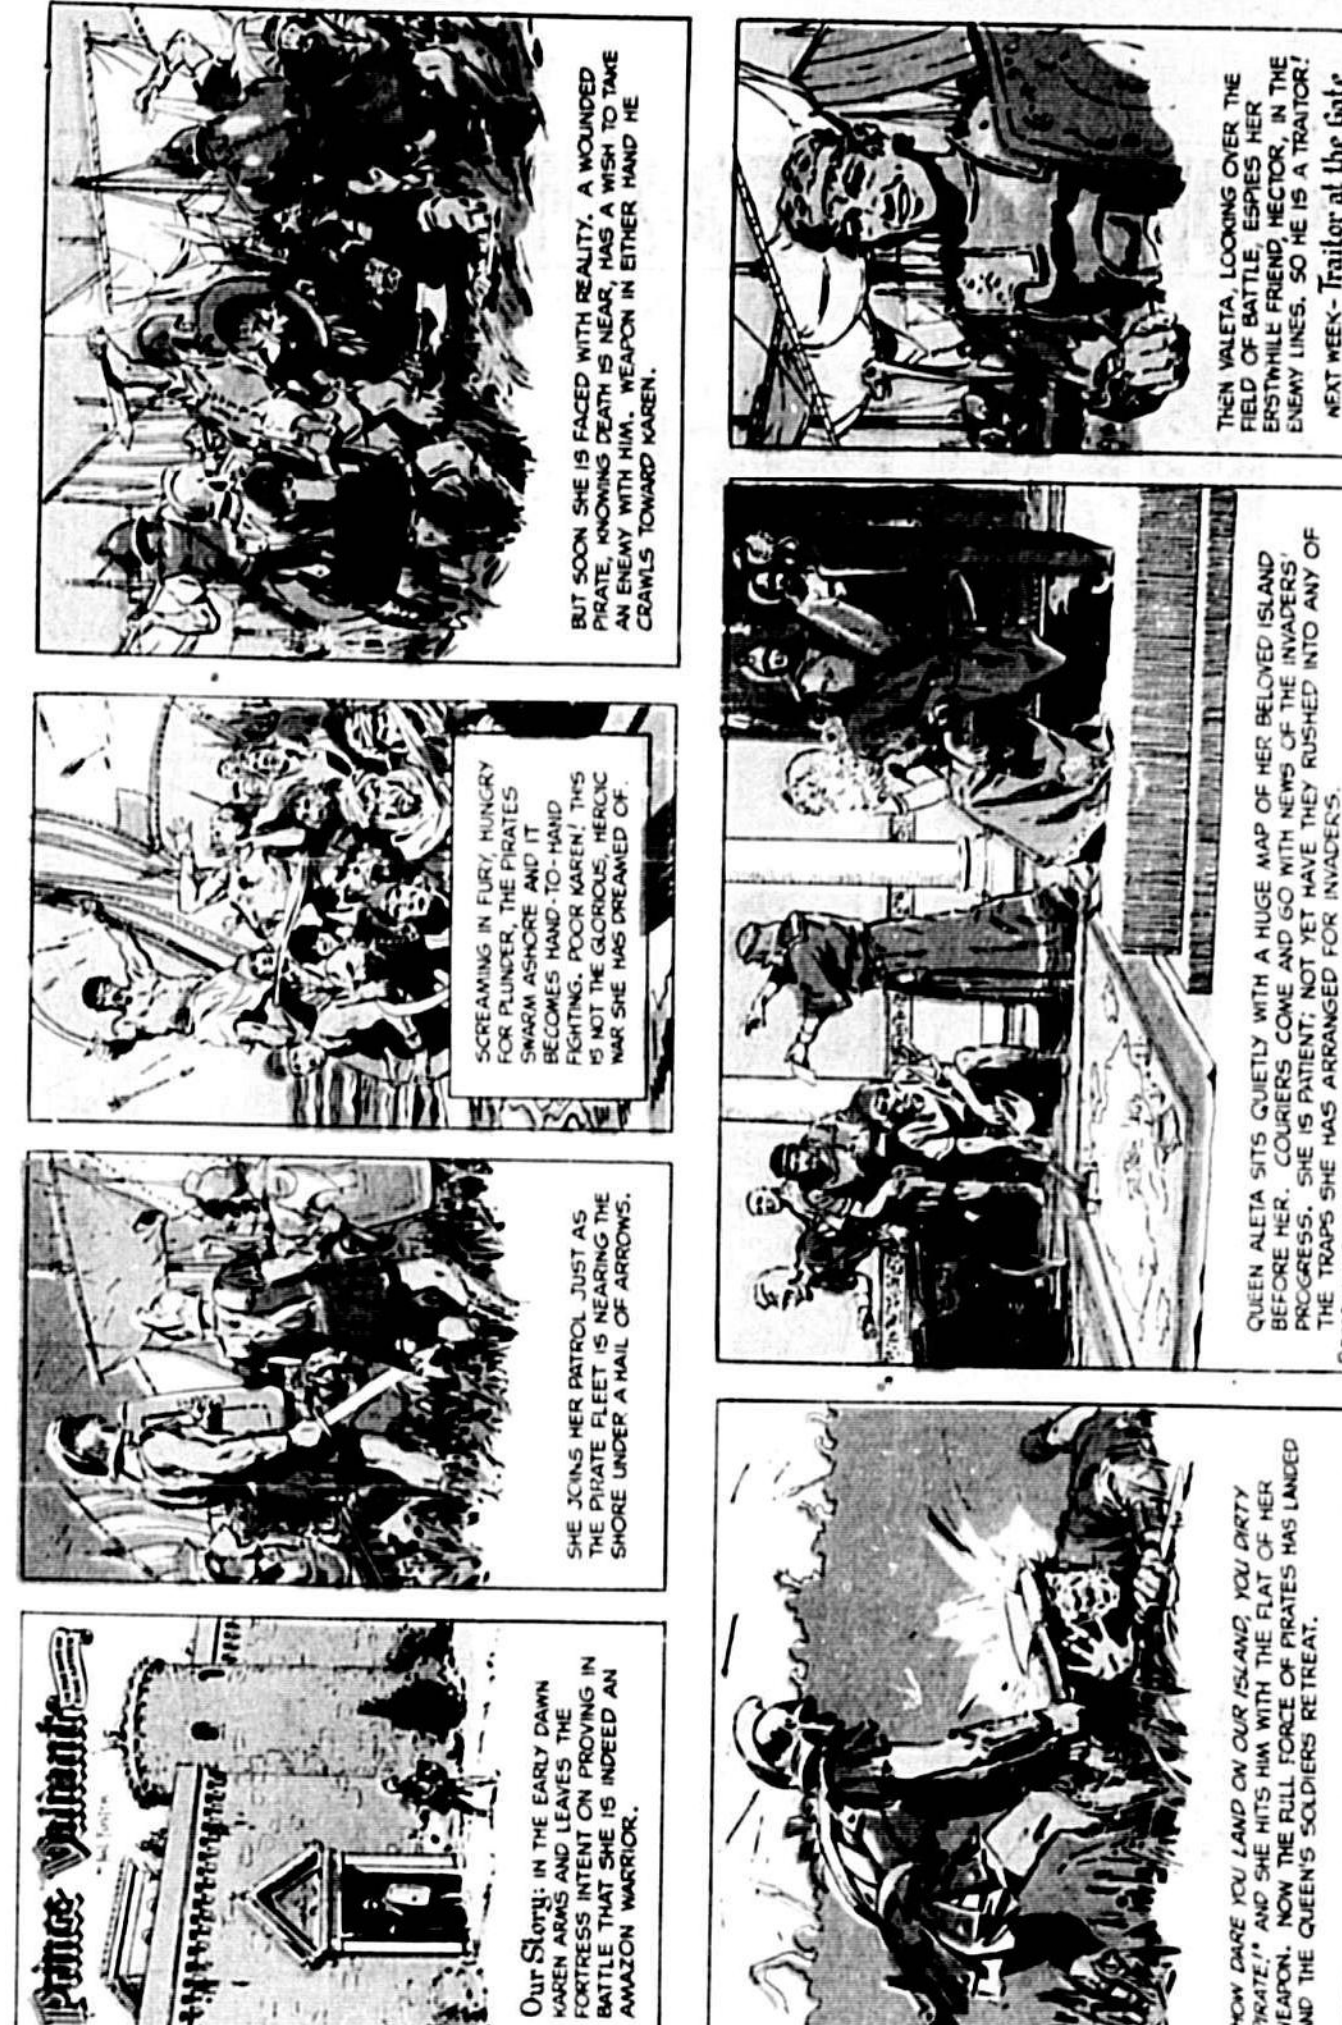 Prince Valiant
Our Story: IN THE EARLY DAWN
KAREN ARMS AND LEAVES THE
FORTRESS INTENT ON PROVING IN
BATTLE THAT SHE IS INDEED AN
AMAZON WARRIOR.
SHE JOINS HER PATROL JUST AS
THE PIRATE FLEET IS NEARING THE
SHORE UNDER A HAIL OF ARROWS.
SCREAMING IN FURY, HUNGRY
FOR PLUNDER, THE PIRATES
SWARM ASHORE AND IT
BECOMES HAND-TO-HAND
FIGHTING. POOR KAREN! THIS
IS NOT THE GLORIOUS, HEROIC
WAR SHE HAS DREAMED OF.
BUT SOON SHE IS FACED WITH REALITY. A WOUNDED
PIRATE, KNOWING DEATH IS NEAR, HAS A WISH TO TAKE
AN ENEMY WITH HIM. WEAPON IN EITHER HAND HE
CRAWLS TOWARD KAREN.
HOW DARE YOU LAND ON OUR ISLAND, YOU DIRTY
PIRATE!" AND SHE HITS HIM WITH THE FLAT OF HER
WEAPON. NOW THE FULL FORCE OF PIRATES HAS LANDED
AND THE QUEEN'S SOLDIERS RETREAT.
QUEEN ALETA SITS QUIETLY WITH A HUGE MAP OF HER BELOVED ISLAND
BEFORE HER. COURIERS COME AND GO WITH NEWS OF THE INVADERS'
PROGRESS. SHE IS PATIENT; NOT YET HAVE THEY RUSHED INTO ANY OF
THE TRAPS SHE HAS ARRANGED FOR INVADERS.
THEN VALETA, LOOKING OVER THE
FIELD OF BATTLE, ESPIES HER
ERSTWHILE FRIEND, HECTOR, IN THE
ENEMY LINES. SO HE IS A TRAITOR!
NEXT WEEK - Traitor at the Gate